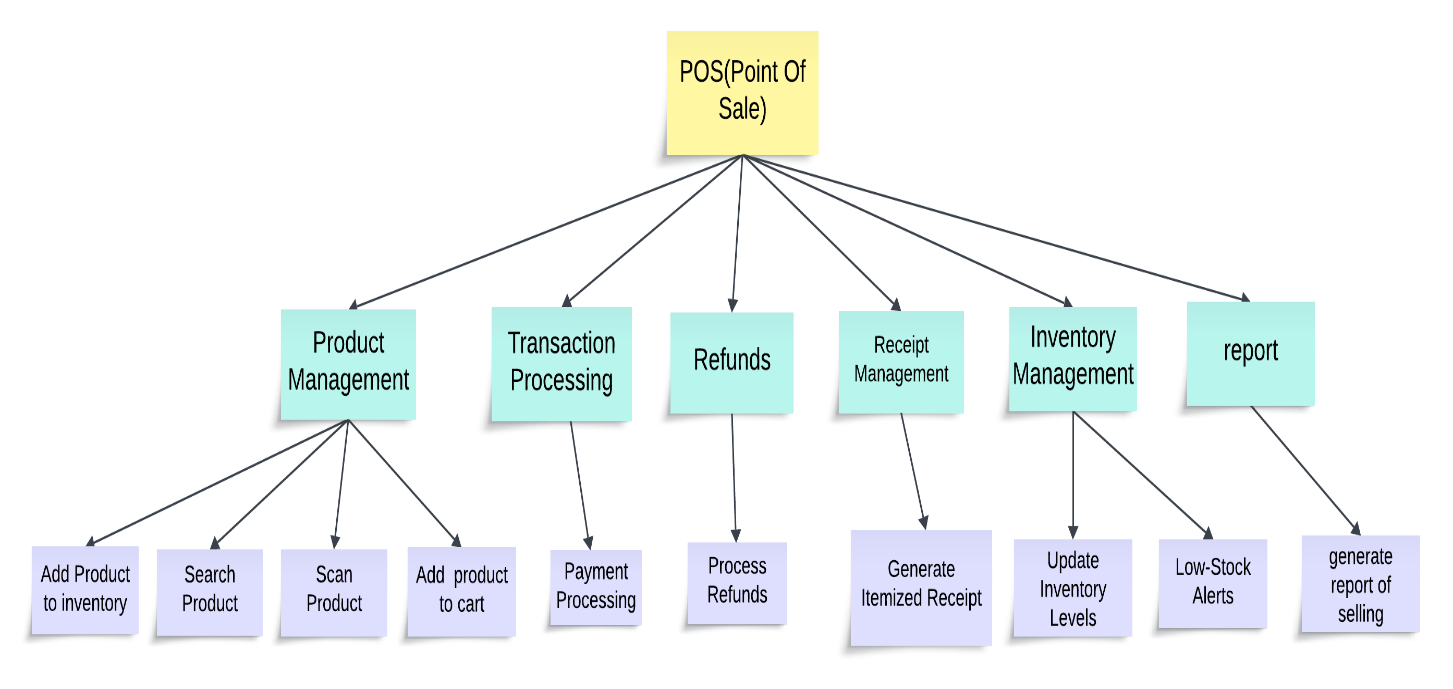 POS(Point Of
Sale)
Product
Management
Transaction
Processing
Refunds
Receipt
Management
Inventory
Management
report
Add Product
to inventory
Search
Product
Scan
Product
Add  product
to cart
Payment
Processing
Process
Refunds
Generate
Itemized Receipt
Update
Inventory
Levels
Low-Stock
Alerts
generate
report of
selling